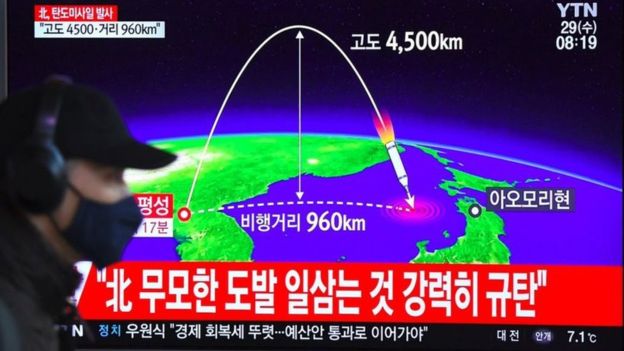 北, 탄도미사일 발사
"고도 4500·거리 960km"
YTN
29(수)
08:19
고도 4,500km
평성
17분
비행거리 960km
아오모리현
"北 무모한 도발 일삼는 것 강력히 규탄"
정치 우원식 "경제 회복세 뚜렷···예산안 통과로 이어가야"
대 전 안개 7.1℃